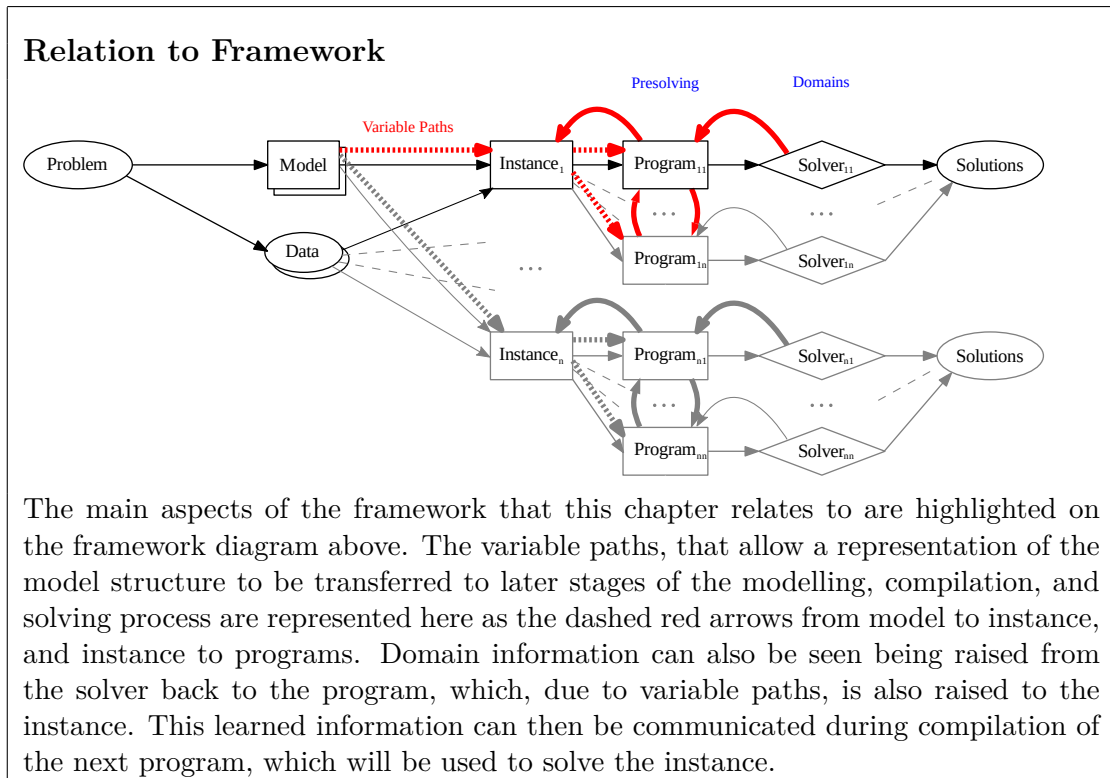 Relation to Framework
Presolving
Domains
Variable Paths
Problem
Model
Instance₁
Program₁₁
Solver₁₁
Solutions
...
...
Data
Program₁ₙ
Solver₁ₙ
...
Instanceₙ
Programₙ₁
Solverₙ₁
Solutions
...
...
Programₙₙ
Solverₙₙ
The main aspects of the framework that this chapter relates to are highlighted on
the framework diagram above. The variable paths, that allow a representation of the
model structure to be transferred to later stages of the modelling, compilation, and
solving process are represented here as the dashed red arrows from model to instance,
and instance to programs. Domain information can also be seen being raised from
the solver back to the program, which, due to variable paths, is also raised to the
instance. This learned information can then be communicated during compilation of
the next program, which will be used to solve the instance.